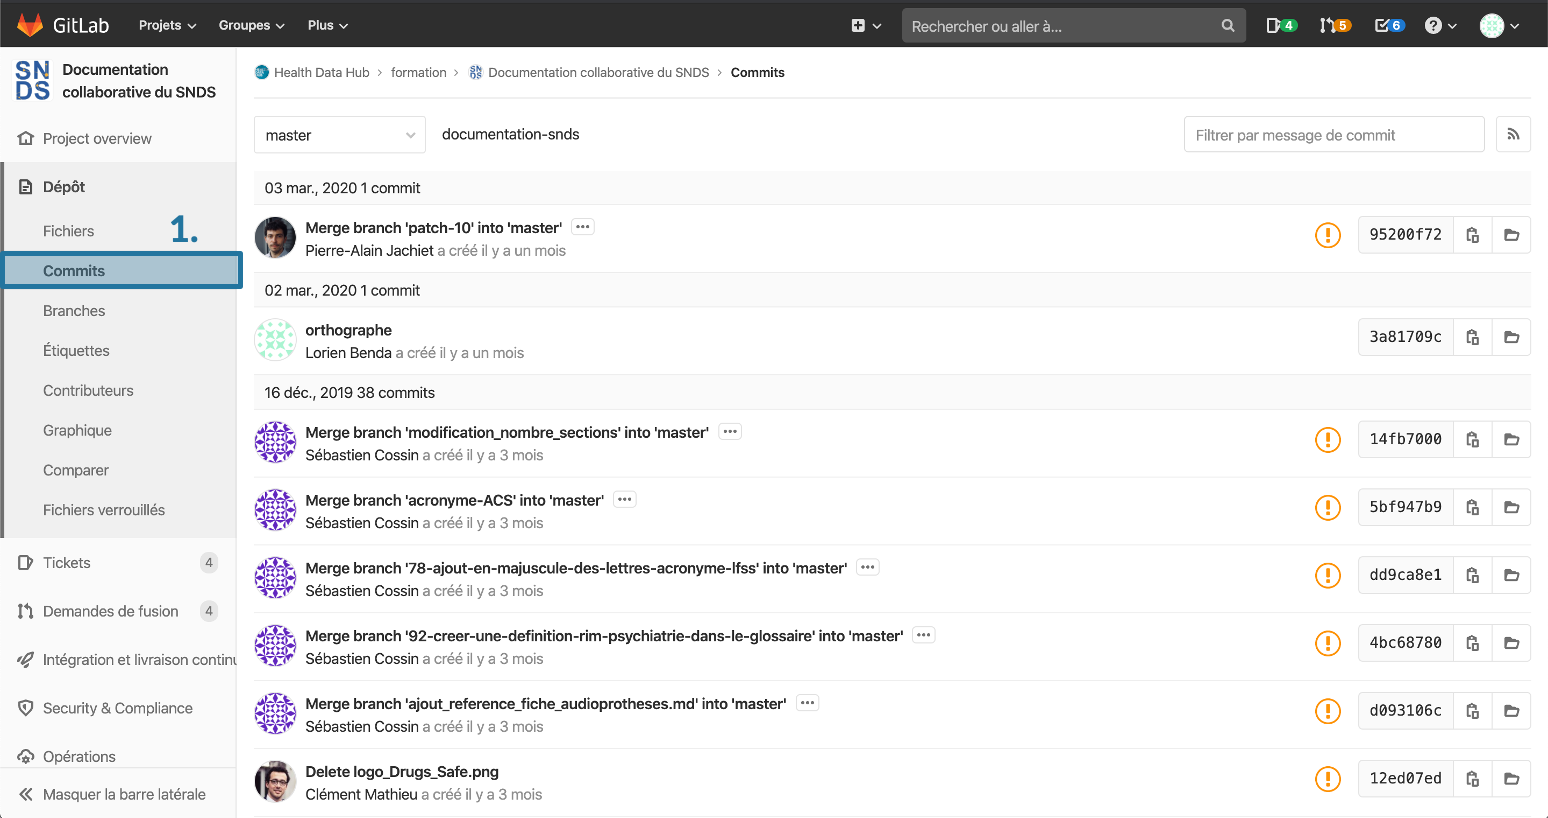 GitLab Projets Groupes Plus Rechercher ou aller à... 4 5 6
SNDS Documentation
collaborative du SNDS
Project overview
Dépôt
Fichiers
1.
Commits
Branches
Étiquettes
Contributeurs
Graphique
Comparer
Fichiers verrouillés
Tickets 4
Demandes de fusion 4
Intégration et livraison continu
Security & Compliance
Opérations
Masquer la barre latérale
Health Data Hub > formation > SNDS Documentation collaborative du SNDS > Commits
master documentation-snds Filtrer par message de commit
03 mar., 2020 1 commit
Merge branch 'patch-10' into 'master' ... 95200f72
Pierre-Alain Jachiet a créé il y a un mois
02 mar., 2020 1 commit
orthographe 3a81709c
Lorien Benda a créé il y a un mois
16 déc., 2019 38 commits
Merge branch 'modification_nombre_sections' into 'master' ... 14fb7000
Sébastien Cossin a créé il y a 3 mois
Merge branch 'acronyme-ACS' into 'master' ... 5bf947b9
Sébastien Cossin a créé il y a 3 mois
Merge branch '78-ajout-en-majuscule-des-lettres-acronyme-lfss' into 'master' ... dd9ca8e1
Sébastien Cossin a créé il y a 3 mois
Merge branch '92-creer-une-definition-rim-psychiatrie-dans-le-glossaire' into 'master' ... 4bc68780
Sébastien Cossin a créé il y a 3 mois
Merge branch 'ajout_reference_fiche_audioprotheses.md' into 'master' ... d093106c
Sébastien Cossin a créé il y a 3 mois
Delete logo_Drugs_Safe.png 12ed07ed
Clément Mathieu a créé il y a 3 mois